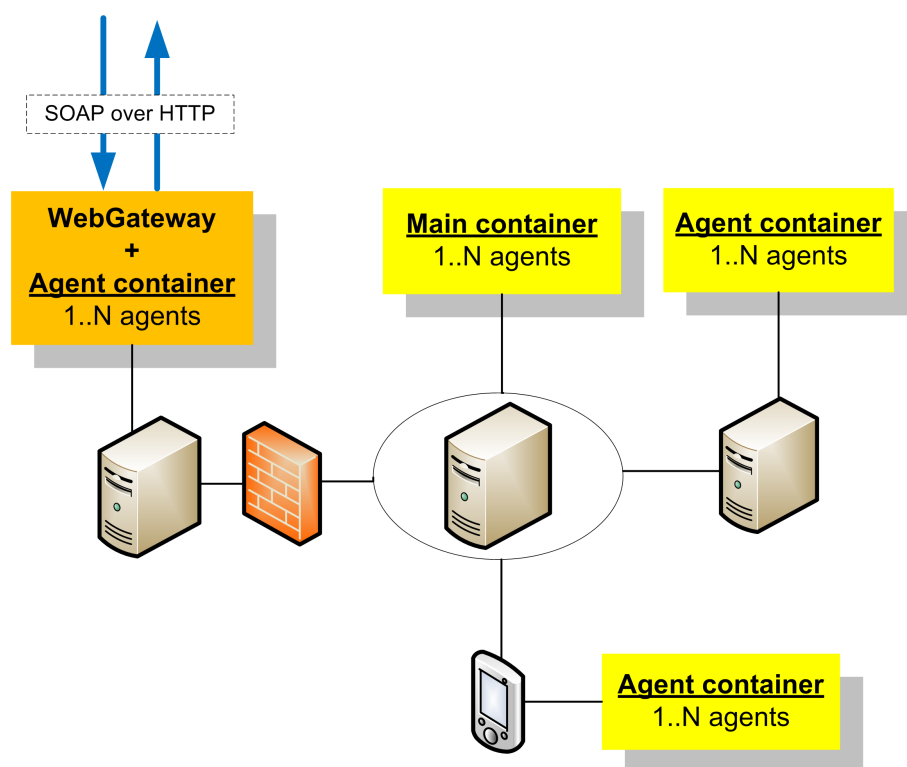 SOAP over HTTP
WebGateway
+
Agent container
1..N agents
Main container
1..N agents
Agent container
1..N agents
Agent container
1..N agents